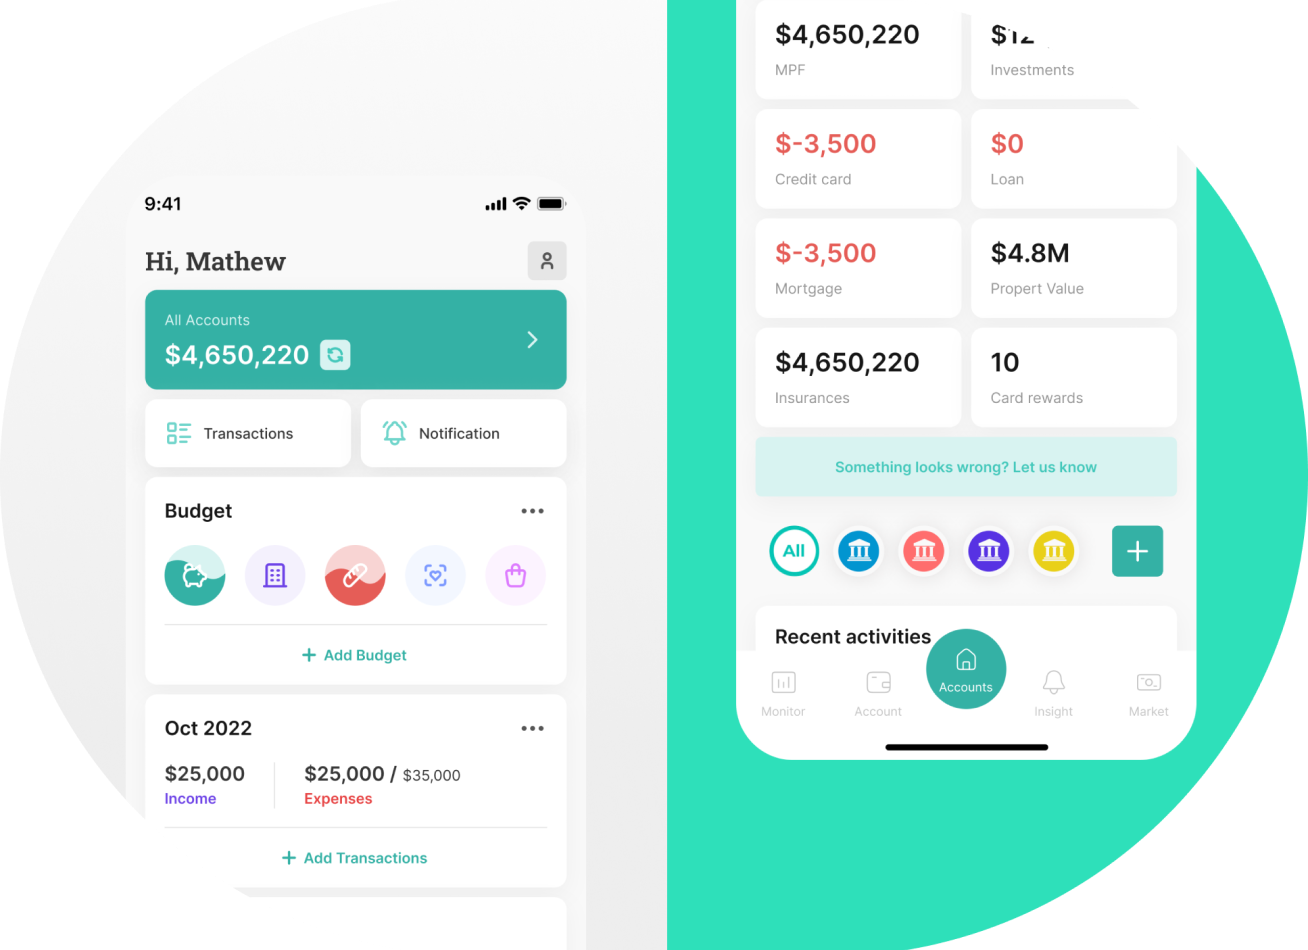 9:41
Hi, Mathew
All Accounts
$4,650,220
Transactions
Notification
Budget
+ Add Budget
Oct 2022
$25,000
Income
$25,000 / $35,000
Expenses
+ Add Transactions
$4,650,220
MPF
Investments
$-3,500
Credit card
$0
Loan
$-3,500
Mortgage
$4.8M
Propert Value
$4,650,220
Insurances
10
Card rewards
Something looks wrong? Let us know
All
Recent activities
Monitor
Account
Accounts
Insight
Market